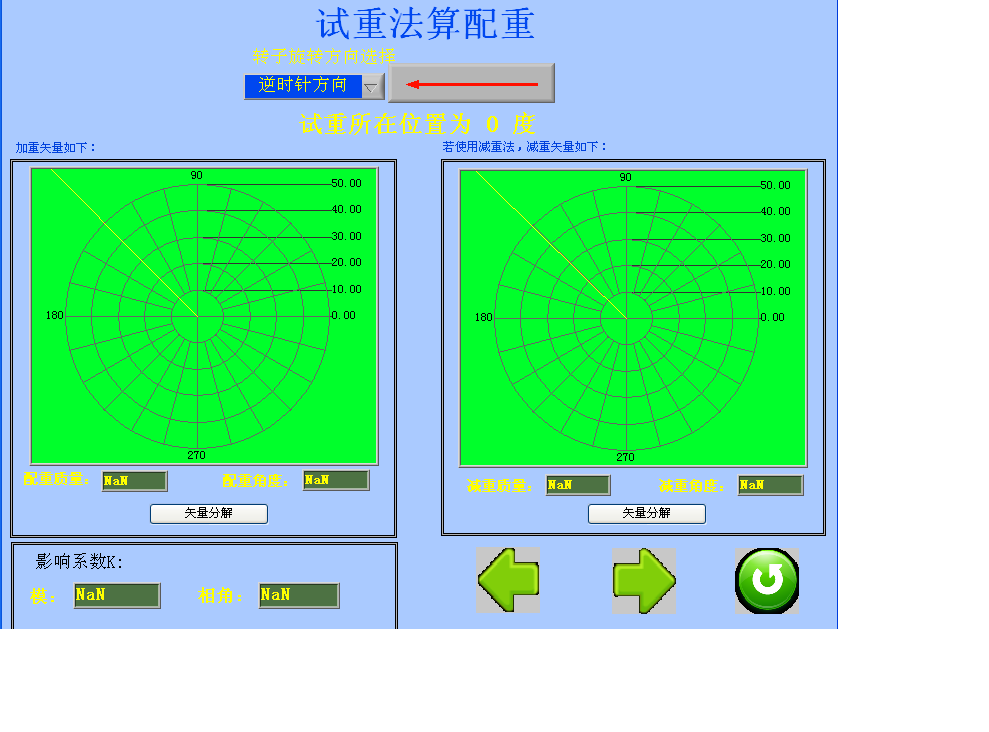 试重法算配重
转子旋转方向选择
逆时针方向
试重所在位置为 0 度
加重矢量如下：
90
50.00
40.00
30.00
20.00
10.00
180
0.00
270
配重质量： NaN 配重角度： NaN
矢量分解
若使用减重法，减重矢量如下：
90
50.00
40.00
30.00
20.00
10.00
180
0.00
270
减重质量： NaN 减重角度： NaN
矢量分解
影响系数K:
模： NaN 相角： NaN